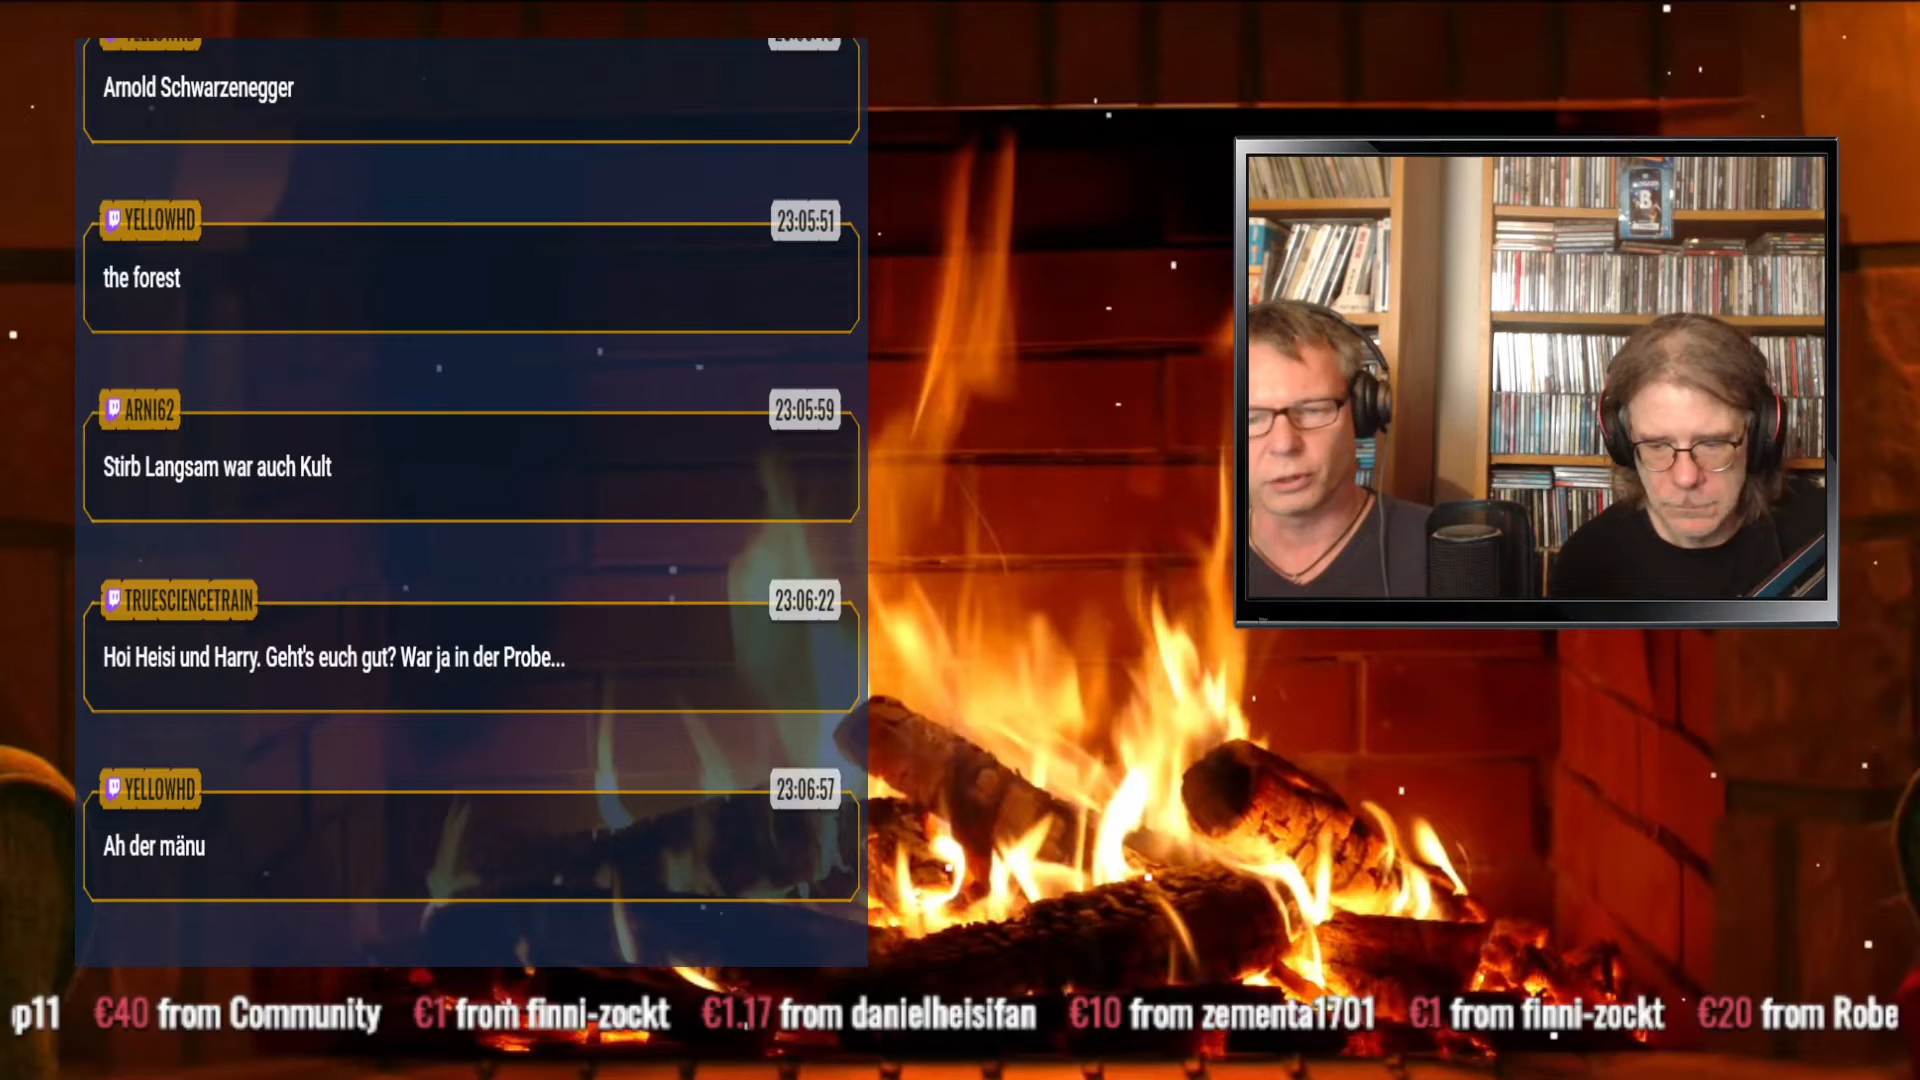 Arnold Schwarzenegger
YELLOWHD 23:05:51
the forest
ARNI62 23:05:59
Stirb Langsam war auch Kult
TRUESCIENCETRAIN 23:06:22
Hoi Heisi und Harry. Geht's euch gut? War ja in der Probe...
YELLOWHD 23:06:57
Ah der mänu
p11 €40 from Community €1 from finni-zockt €1.17 from danielheisifan €10 from zementa1701 €1 from finni-zockt €20 from Robe